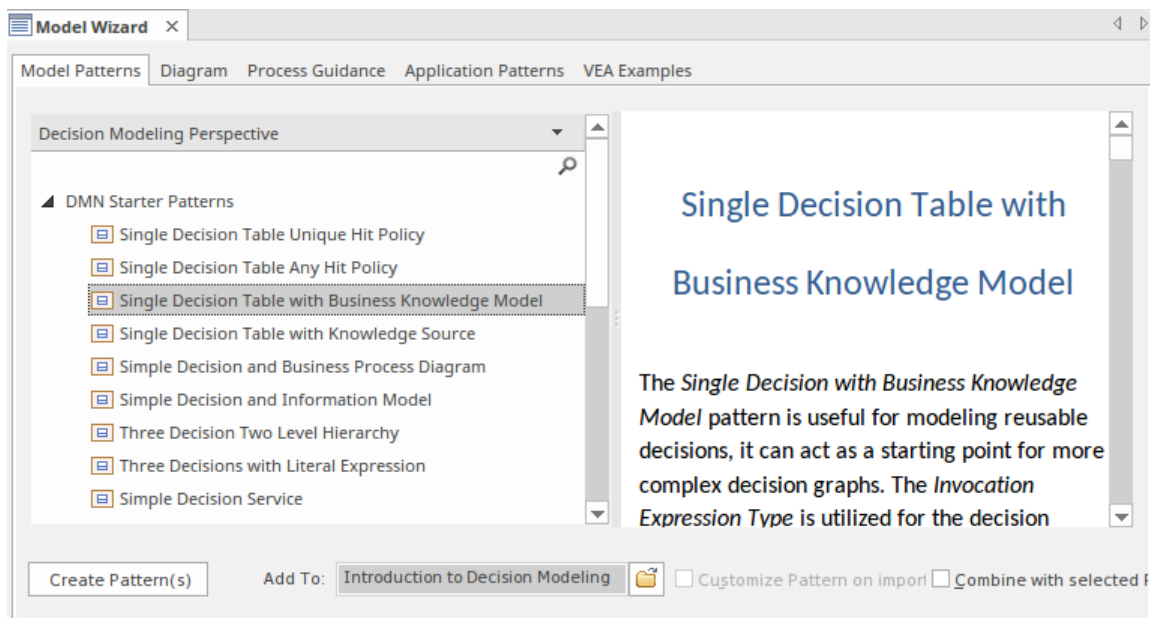 Model Wizard
Model Patterns Diagram Process Guidance Application Patterns VEA Examples
Decision Modeling Perspective
DMN Starter Patterns
Single Decision Table Unique Hit Policy
Single Decision Table Any Hit Policy
Single Decision Table with Business Knowledge Model
Single Decision Table with Knowledge Source
Simple Decision and Business Process Diagram
Simple Decision and Information Model
Three Decision Two Level Hierarchy
Three Decisions with Literal Expression
Simple Decision Service
Single Decision Table with
Business Knowledge Model
The Single Decision with Business Knowledge
Model pattern is useful for modeling reusable
decisions, it can act as a starting point for more
complex decision graphs. The Invocation
Expression Type is utilized for the decision
Create Pattern(s) Add To: Introduction to Decision Modeling Customize Pattern on import Combine with selected